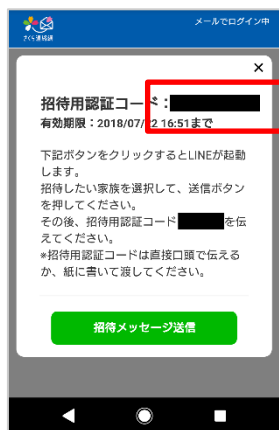 さくら連絡網
メールでログイン中
×
招待用認証コード：
有効期限：2018/07/22 16:51まで
下記ボタンをクリックするとLINEが起動
します。
招待したい家族を選択して、送信ボタン
を押してください。
その後、招待用認証コード を伝
えてください。
※招待用認証コードは直接口頭で伝える
か、紙に書いて渡してください。
招待メッセージ送信